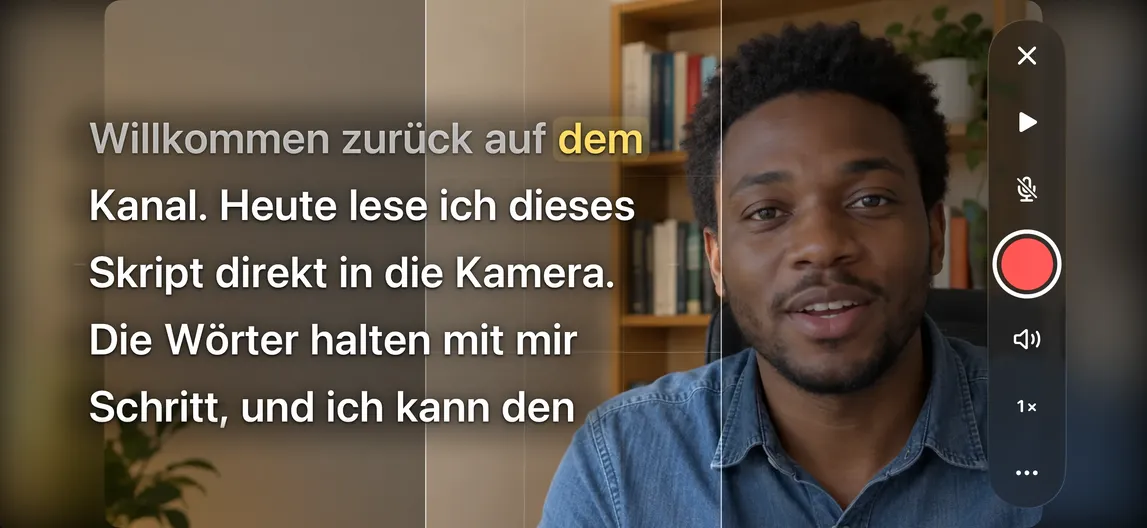 Willkommen zurück auf dem
Kanal. Heute lese ich dieses
Skript direkt in die Kamera.
Die Wörter halten mit mir
Schritt, und ich kann den
1×